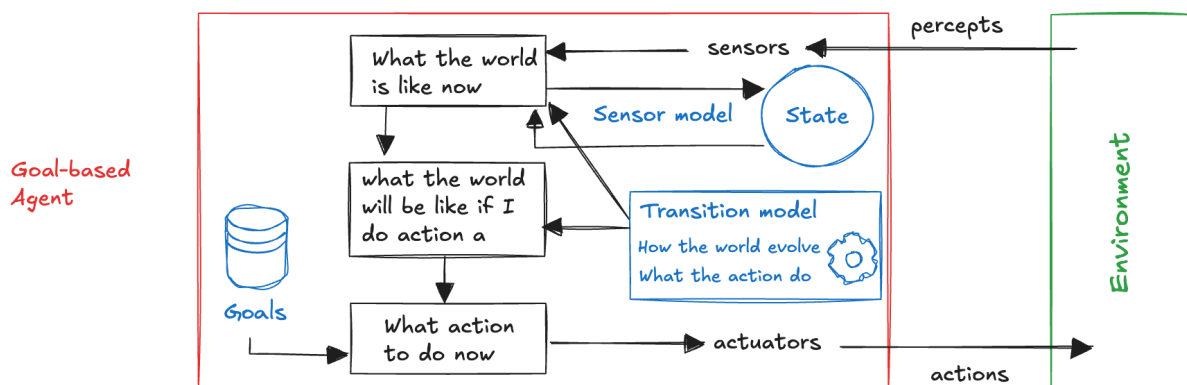 percepts
sensors
What the world
is like now
Sensor model
State
Goal-based
Agent
what the world
will be like if I
do action a
Transition model
How the world evolve
What the action do
Environment
Goals
What action
to do now
actuators
actions